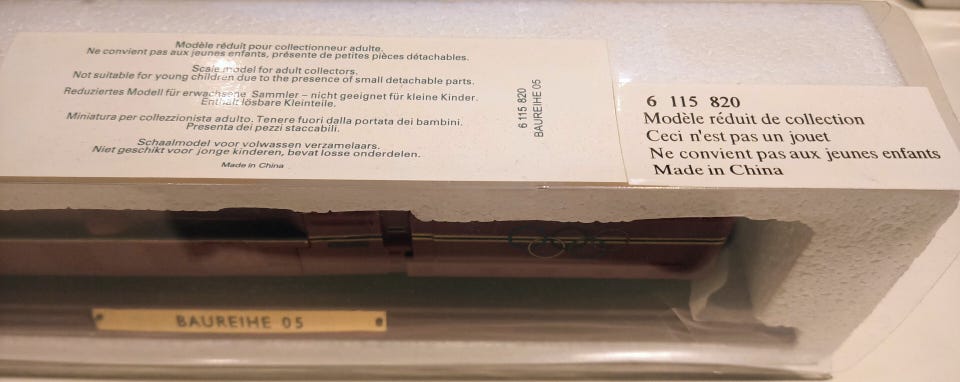 Modèle réduit pour collectionneur adulte.
Ne convient pas aux jeunes enfants, présente de petites pièces détachables.
Scale model for adult collectors.
Not suitable for young children due to the presence of small detachable parts.
Reduziertes Modell für erwachsene Sammler – nicht geeignet für kleine Kinder.
Enthält lösbare Kleinteile.
Miniatura per collezzionista adulto. Tenere fuori dalla portata dei bambini.
Presenta dei pezzi staccabili.
Schaalmodel voor volwassen verzamelaars.
Niet geschikt voor jonge kinderen, bevat losse onderdelen.
Made in China
6 115 820
BAUREIHE 05
6 115 820
Modèle réduit de collection
Ceci n'est pas un jouet
Ne convient pas aux jeunes enfants
Made in China
BAUREIHE 05